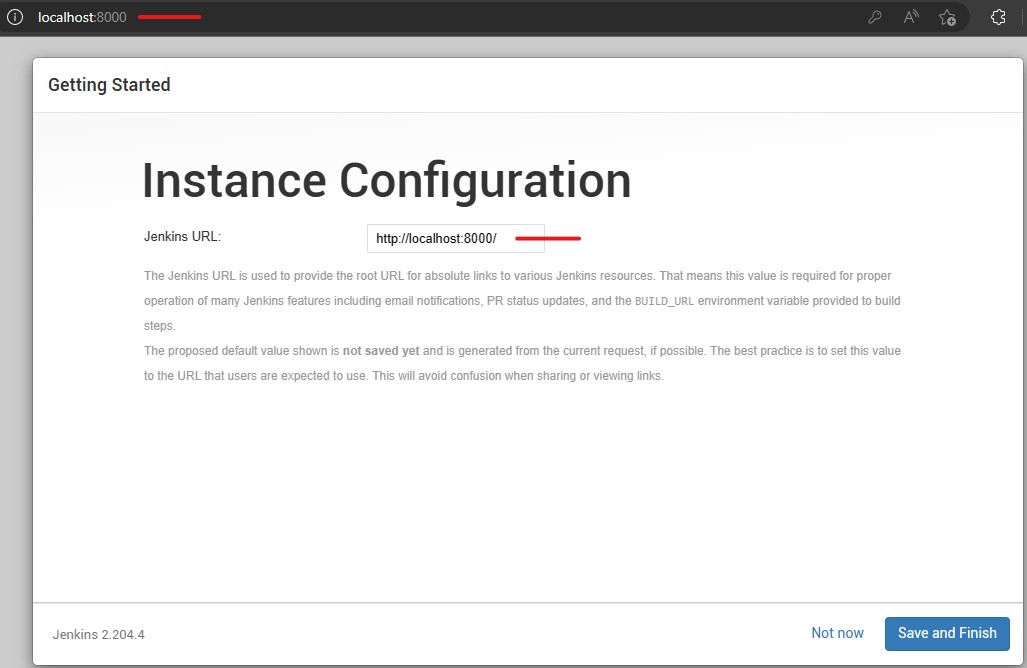 localhost:8000
Getting Started
Instance Configuration
Jenkins URL:
http://localhost:8000/
The Jenkins URL is used to provide the root URL for absolute links to various Jenkins resources. That means this value is required for proper
operation of many Jenkins features including email notifications, PR status updates, and the BUILD_URL environment variable provided to build
steps.
The proposed default value shown is not saved yet and is generated from the current request, if possible. The best practice is to set this value
to the URL that users are expected to use. This will avoid confusion when sharing or viewing links.
Jenkins 2.204.4
Not now
Save and Finish